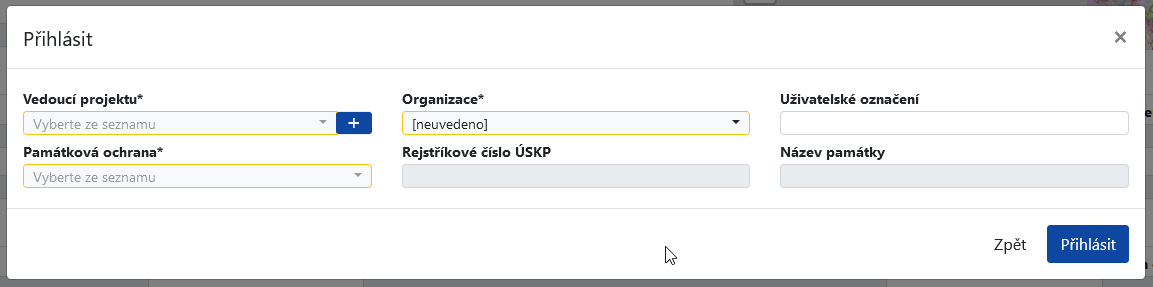 Přihlásit
×
Vedoucí projektu*
Organizace*
Uživatelské označení
Vyberte ze seznamu
+
[neuvedeno]
Památková ochrana*
Rejstříkové číslo ÚSKP
Název památky
Vyberte ze seznamu
Zpět
Přihlásit